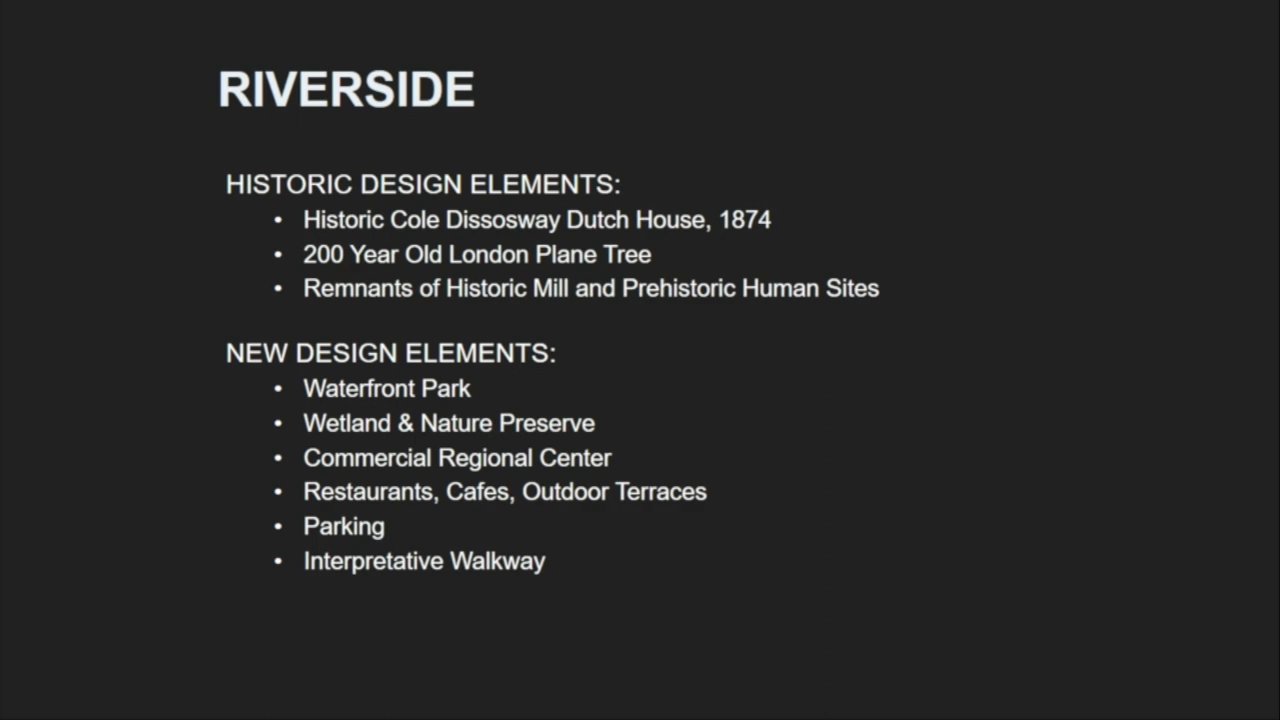 RIVERSIDE
HISTORIC DESIGN ELEMENTS:
• Historic Cole Dissosway Dutch House, 1874
• 200 Year Old London Plane Tree
• Remnants of Historic Mill and Prehistoric Human Sites
NEW DESIGN ELEMENTS:
• Waterfront Park
• Wetland & Nature Preserve
• Commercial Regional Center
• Restaurants, Cafes, Outdoor Terraces
• Parking
• Interpretative Walkway